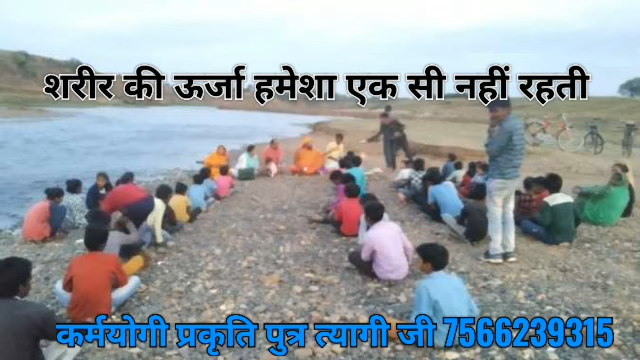 शरीर की ऊर्जा हमेशा एक सी नहीं रहती
कर्मयोगी प्रकृति पुत्र त्यागी जी 7566239315